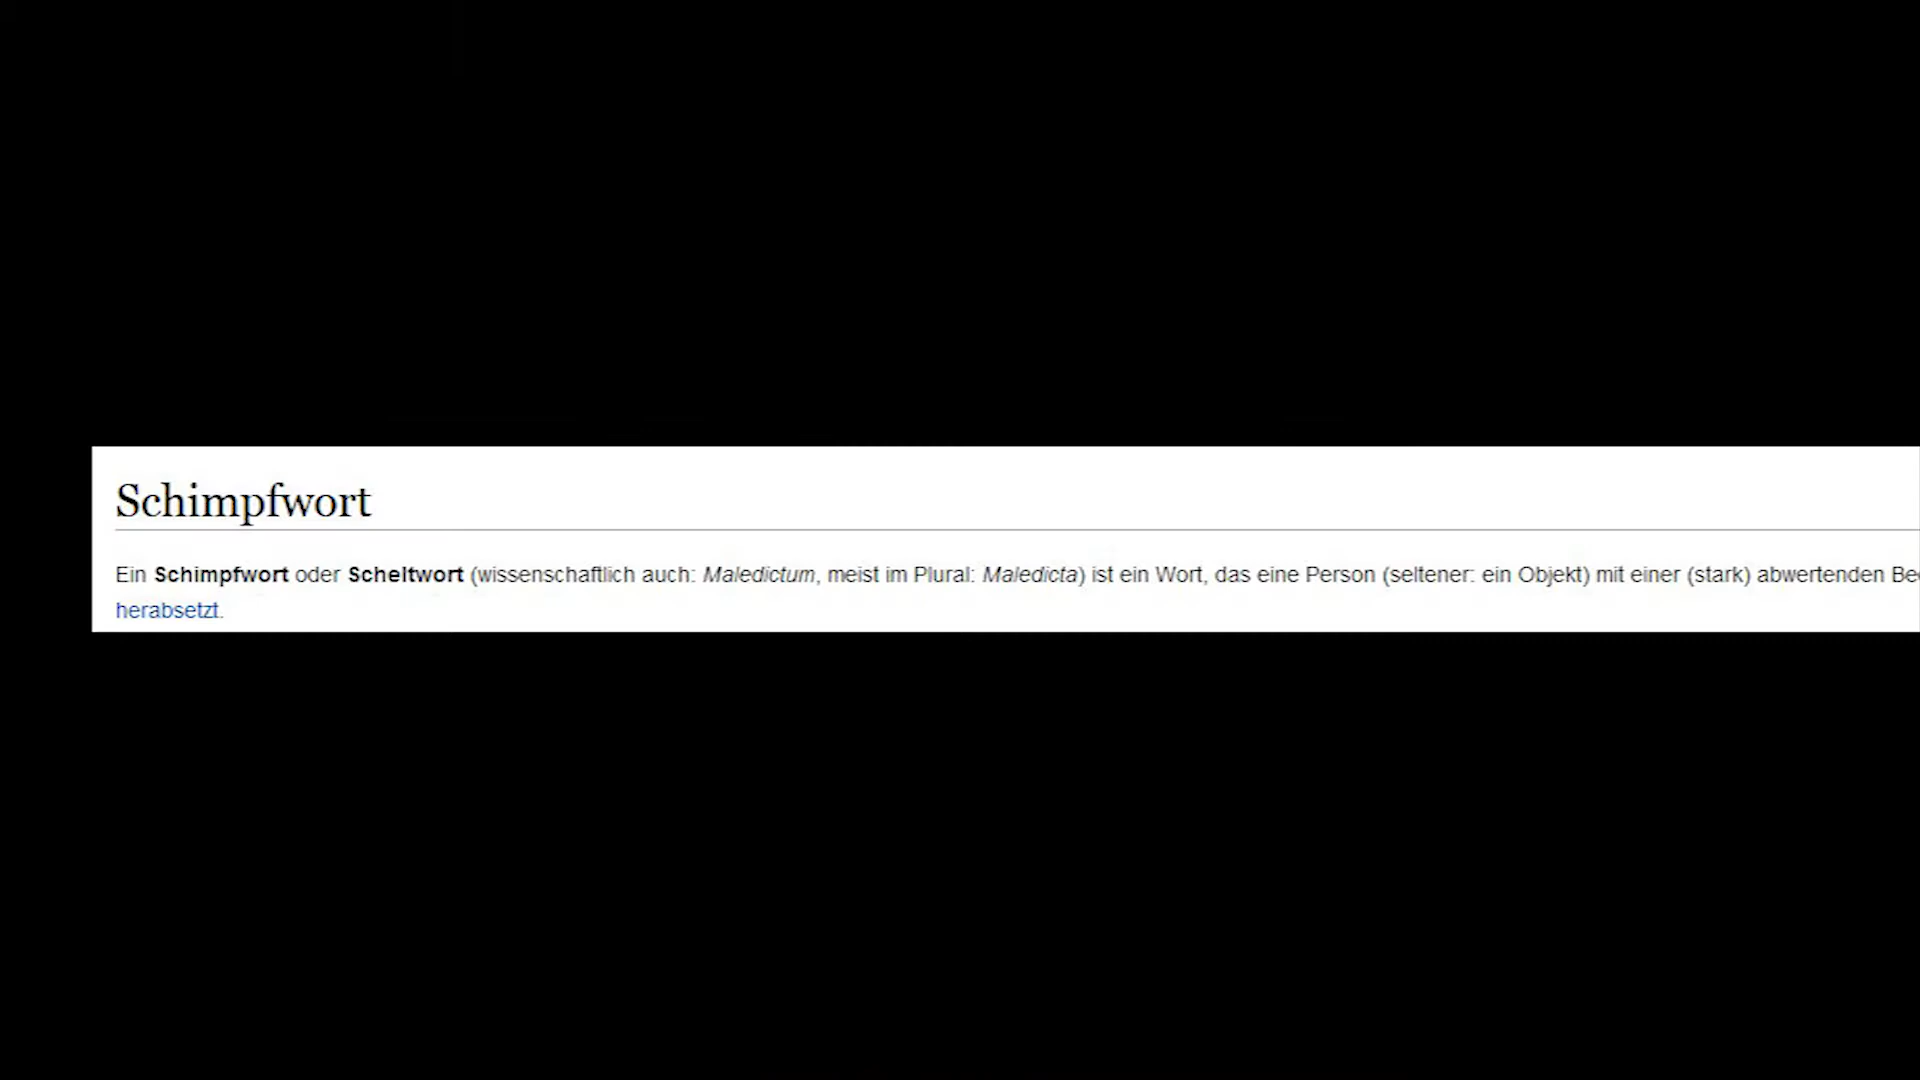 Schimpfwort
Ein Schimpfwort oder Scheltwort (wissenschaftlich auch: Maledictum, meist im Plural: Maledicta) ist ein Wort, das eine Person (seltener: ein Objekt) mit einer (stark) abwertenden
herabsetzt.